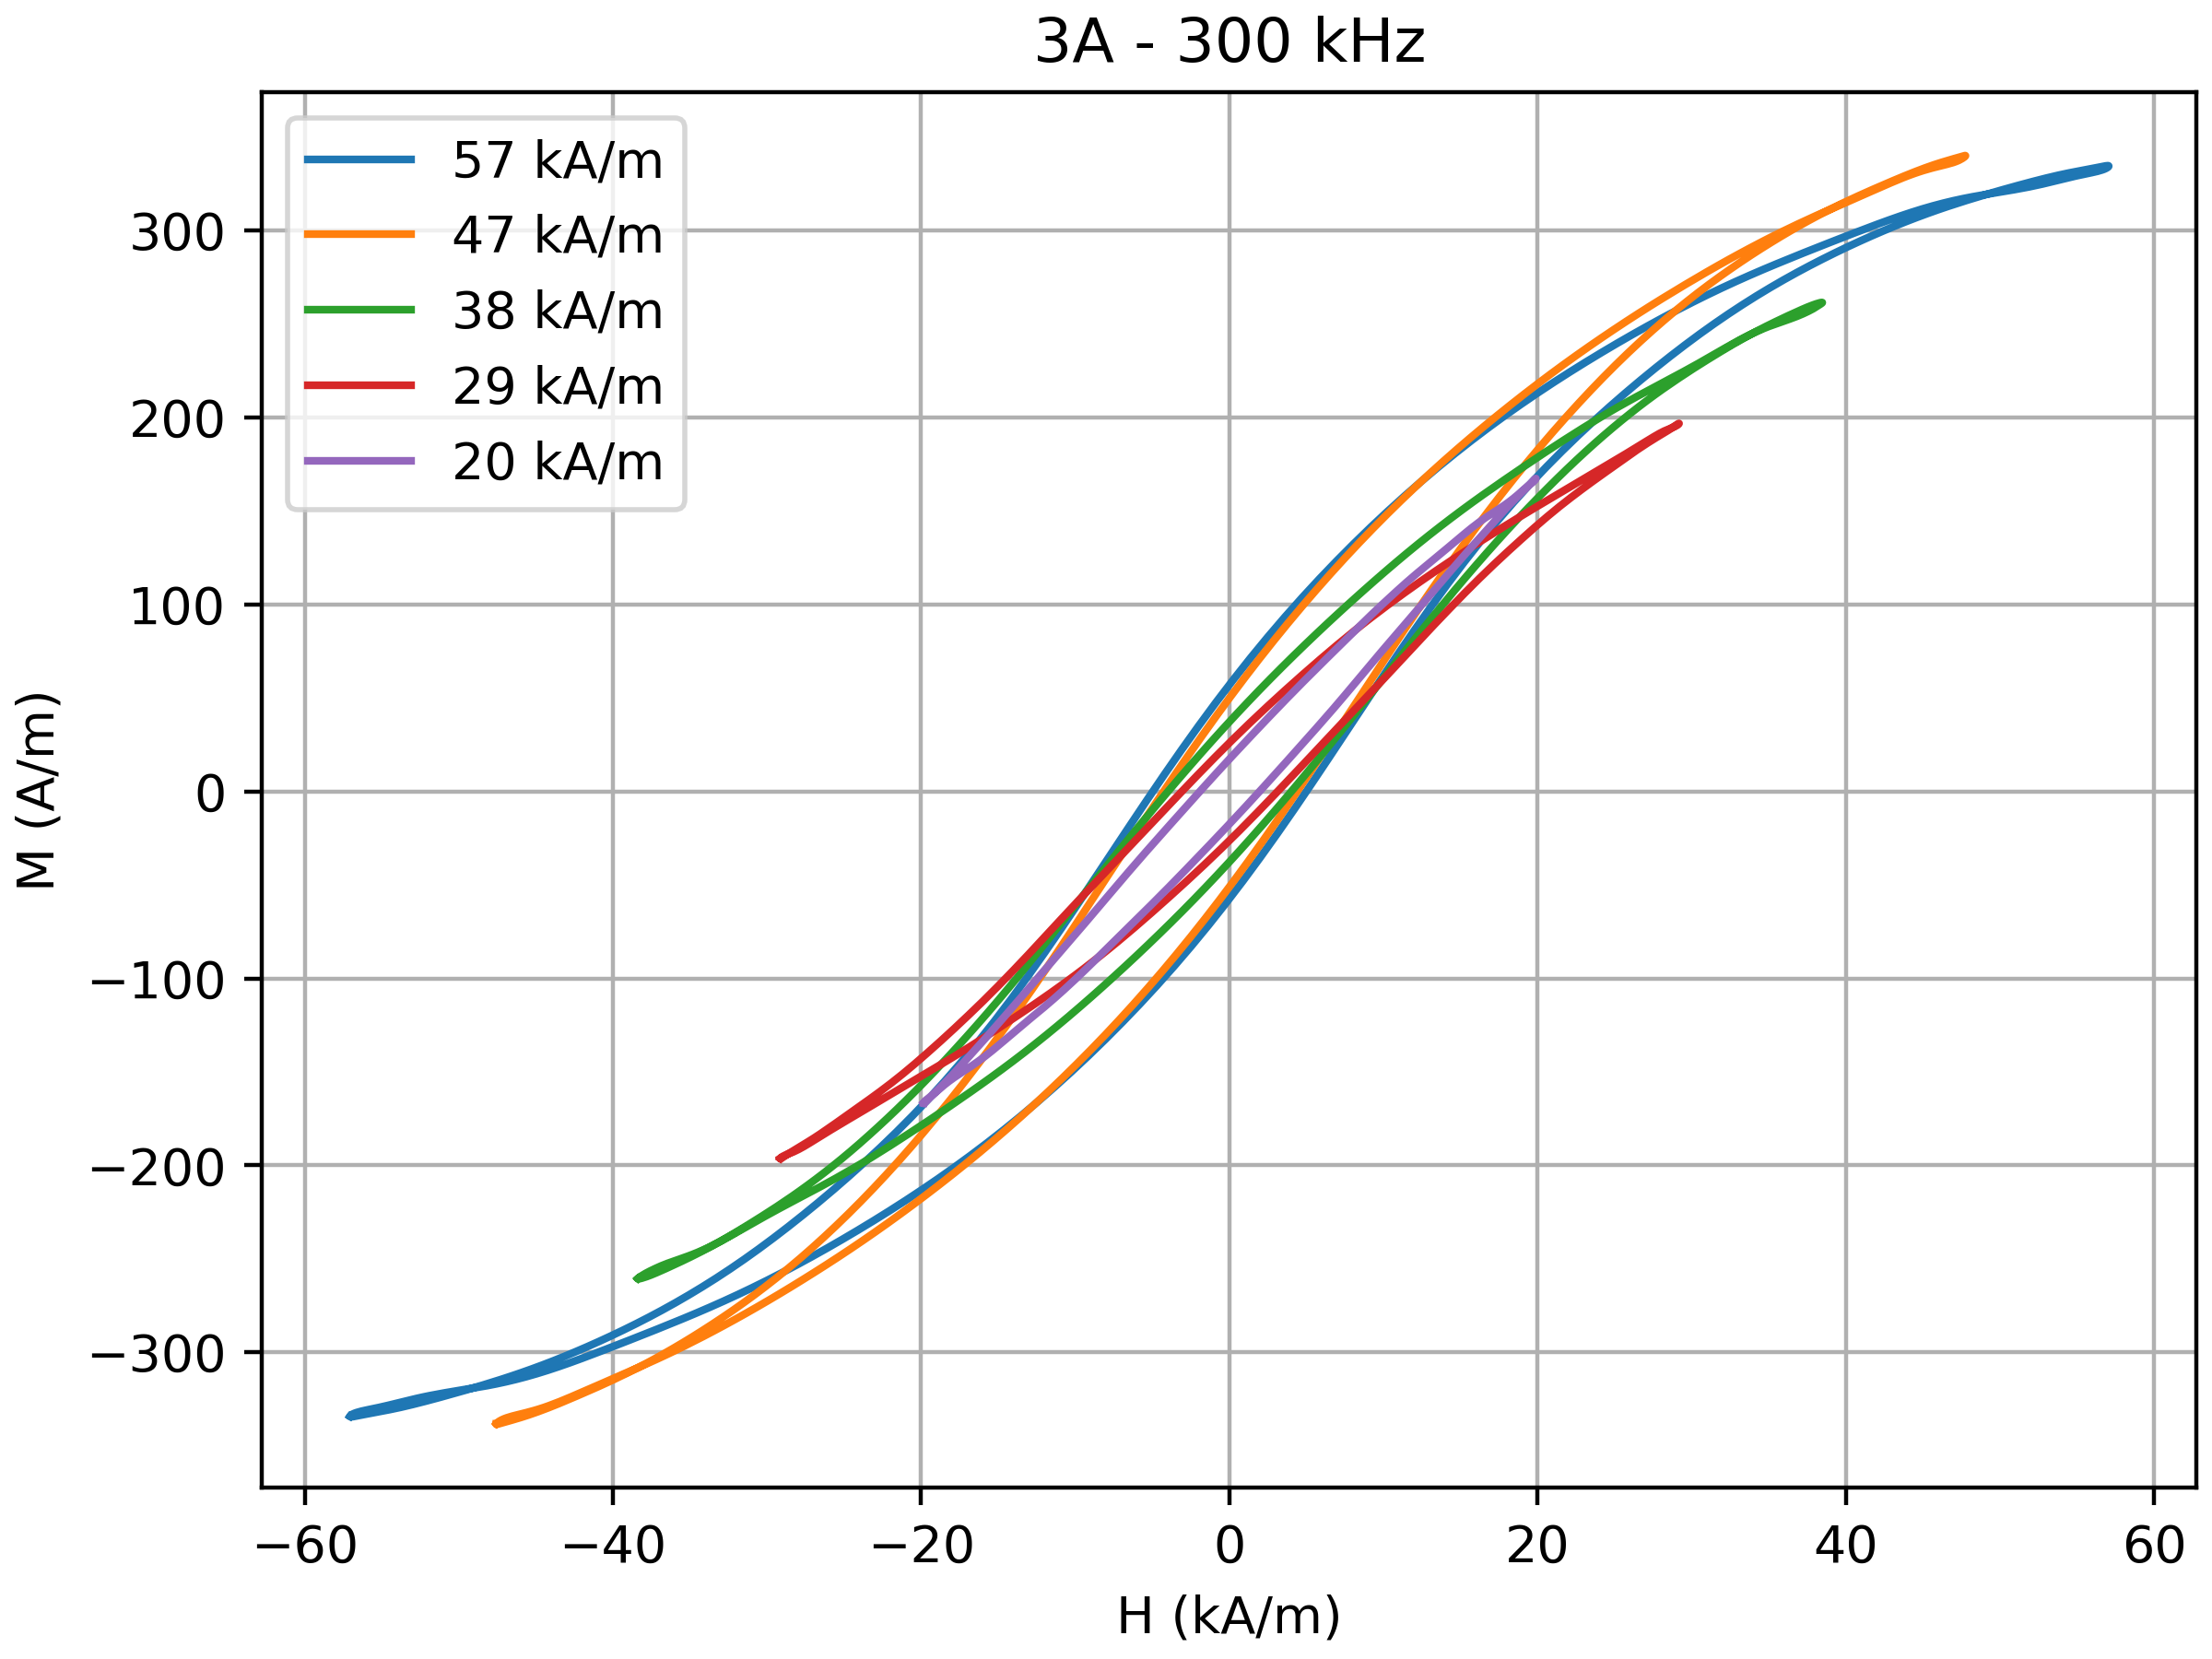 3A - 300 kHz
57 kA/m
47 kA/m
38 kA/m
29 kA/m
20 kA/m
300
200
100
0
−100
−200
−300
M (A/m)
−60 −40 −20 0 20 40 60
H (kA/m)